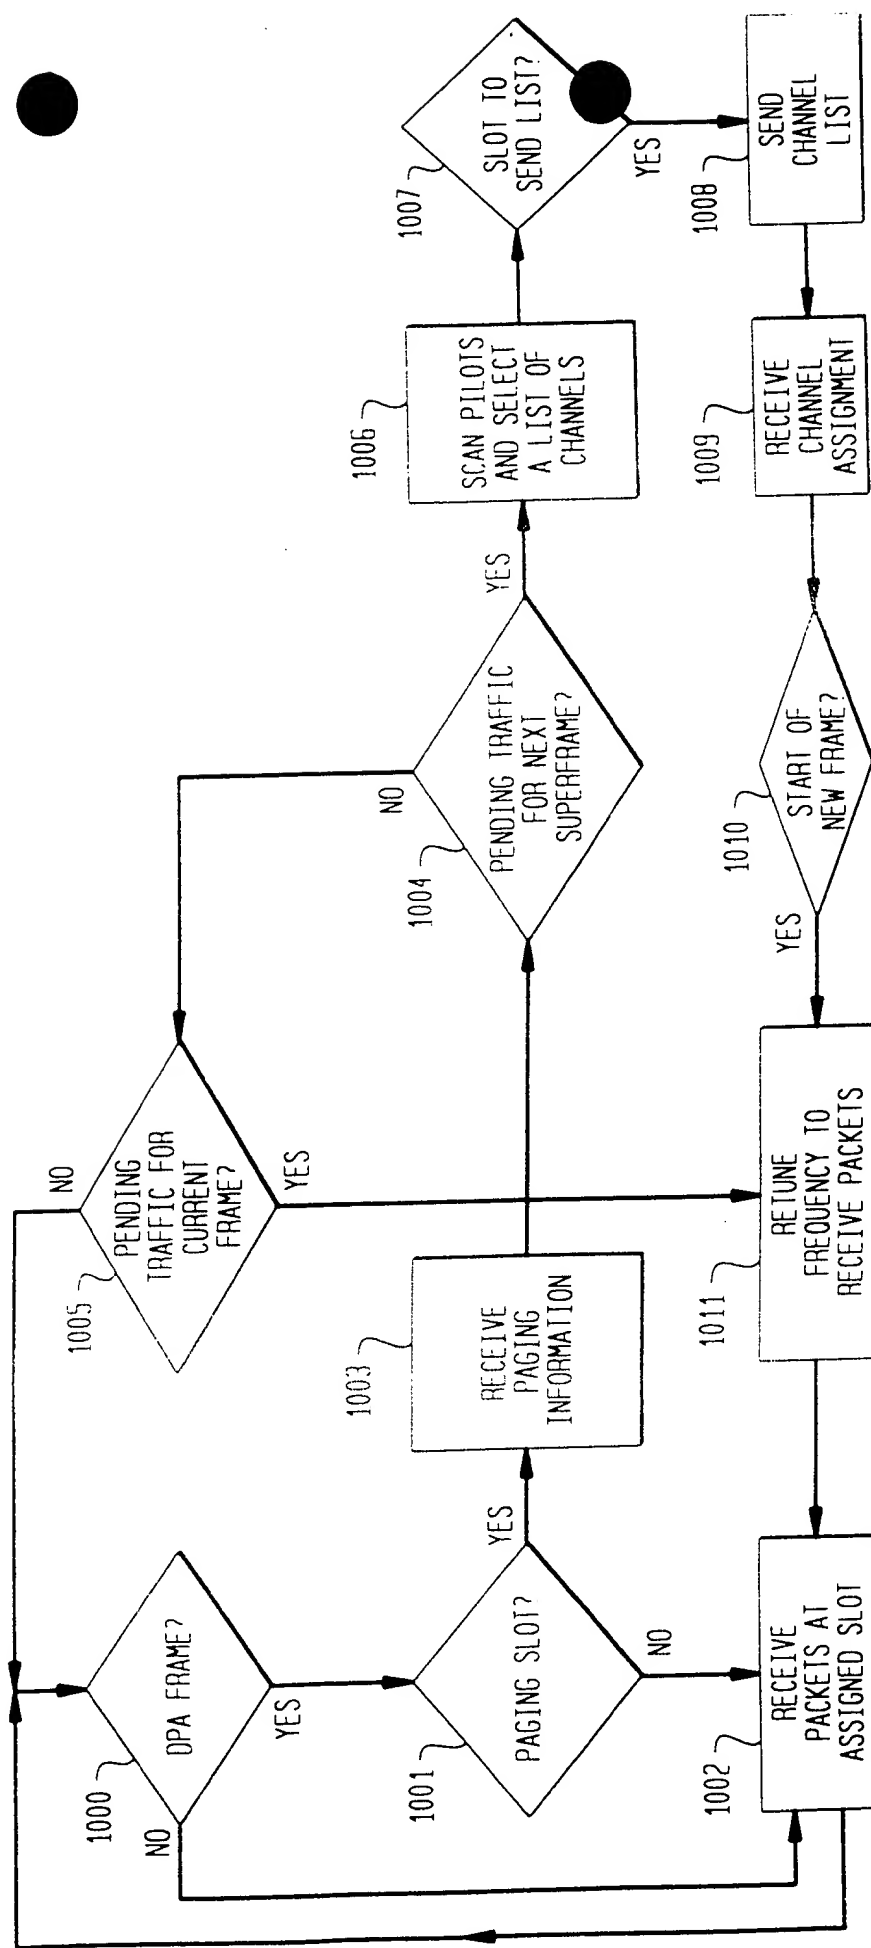 1000
DPA FRAME?
NO
YES
1001
PAGING SLOT?
YES
NO
1002
RECEIVE
PACKETS AT
ASSIGNED SLOT
1003
RECEIVE
PAGING
INFORMATION
1004
PENDING TRAFFIC
FOR NEXT
SUPERFRAME?
NO
YES
1005
PENDING
TRAFFIC FOR
CURRENT
FRAME?
NO
YES
1006
SCAN PILOTS
AND SELECT
A LIST OF
CHANNELS
1007
SLOT TO
SEND LIST?
YES
1008
SEND
CHANNEL
LIST
1009
RECEIVE
CHANNEL
ASSIGNMENT
1010
START OF
NEW FRAME?
YES
1011
RETUNE
FREQUENCY TO
RECEIVE PACKETS